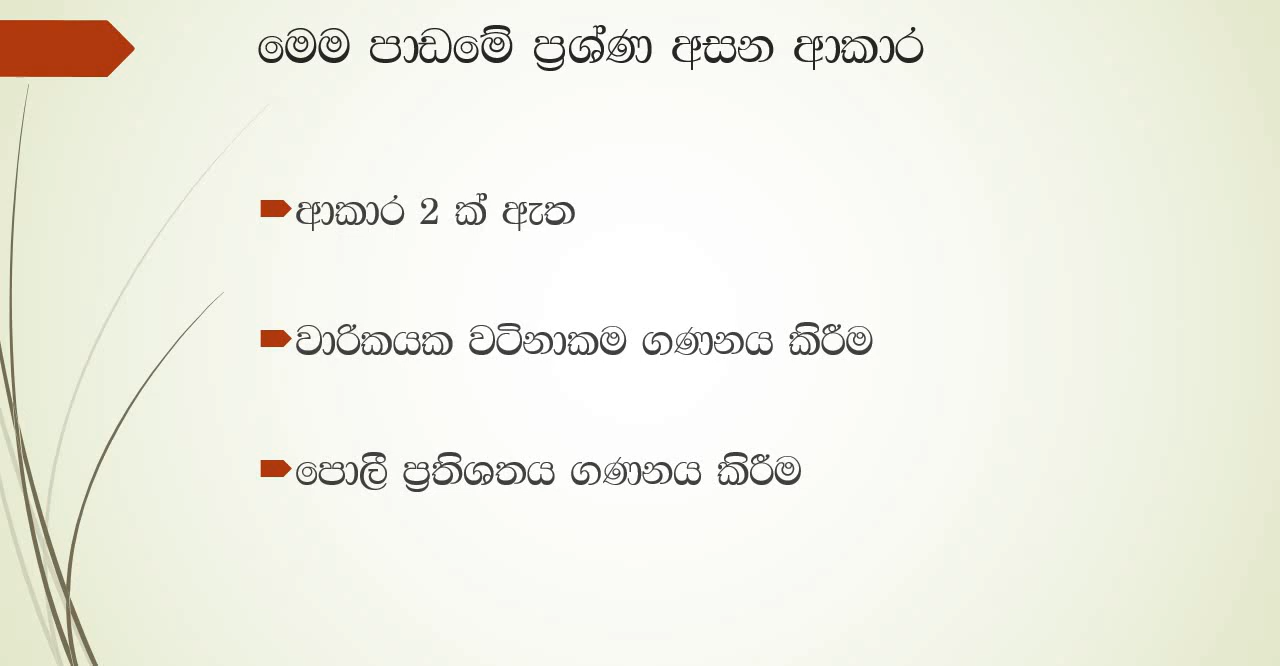 මෙම පාඩමේ ප්‍රශ්ණ අසන ආකාර
ආකාර 2 ක් ඇත
වාරිකයක වටිනාකම ගණනය කිරීම
පොලී ප්‍රතිශතය ගණනය කිරීම